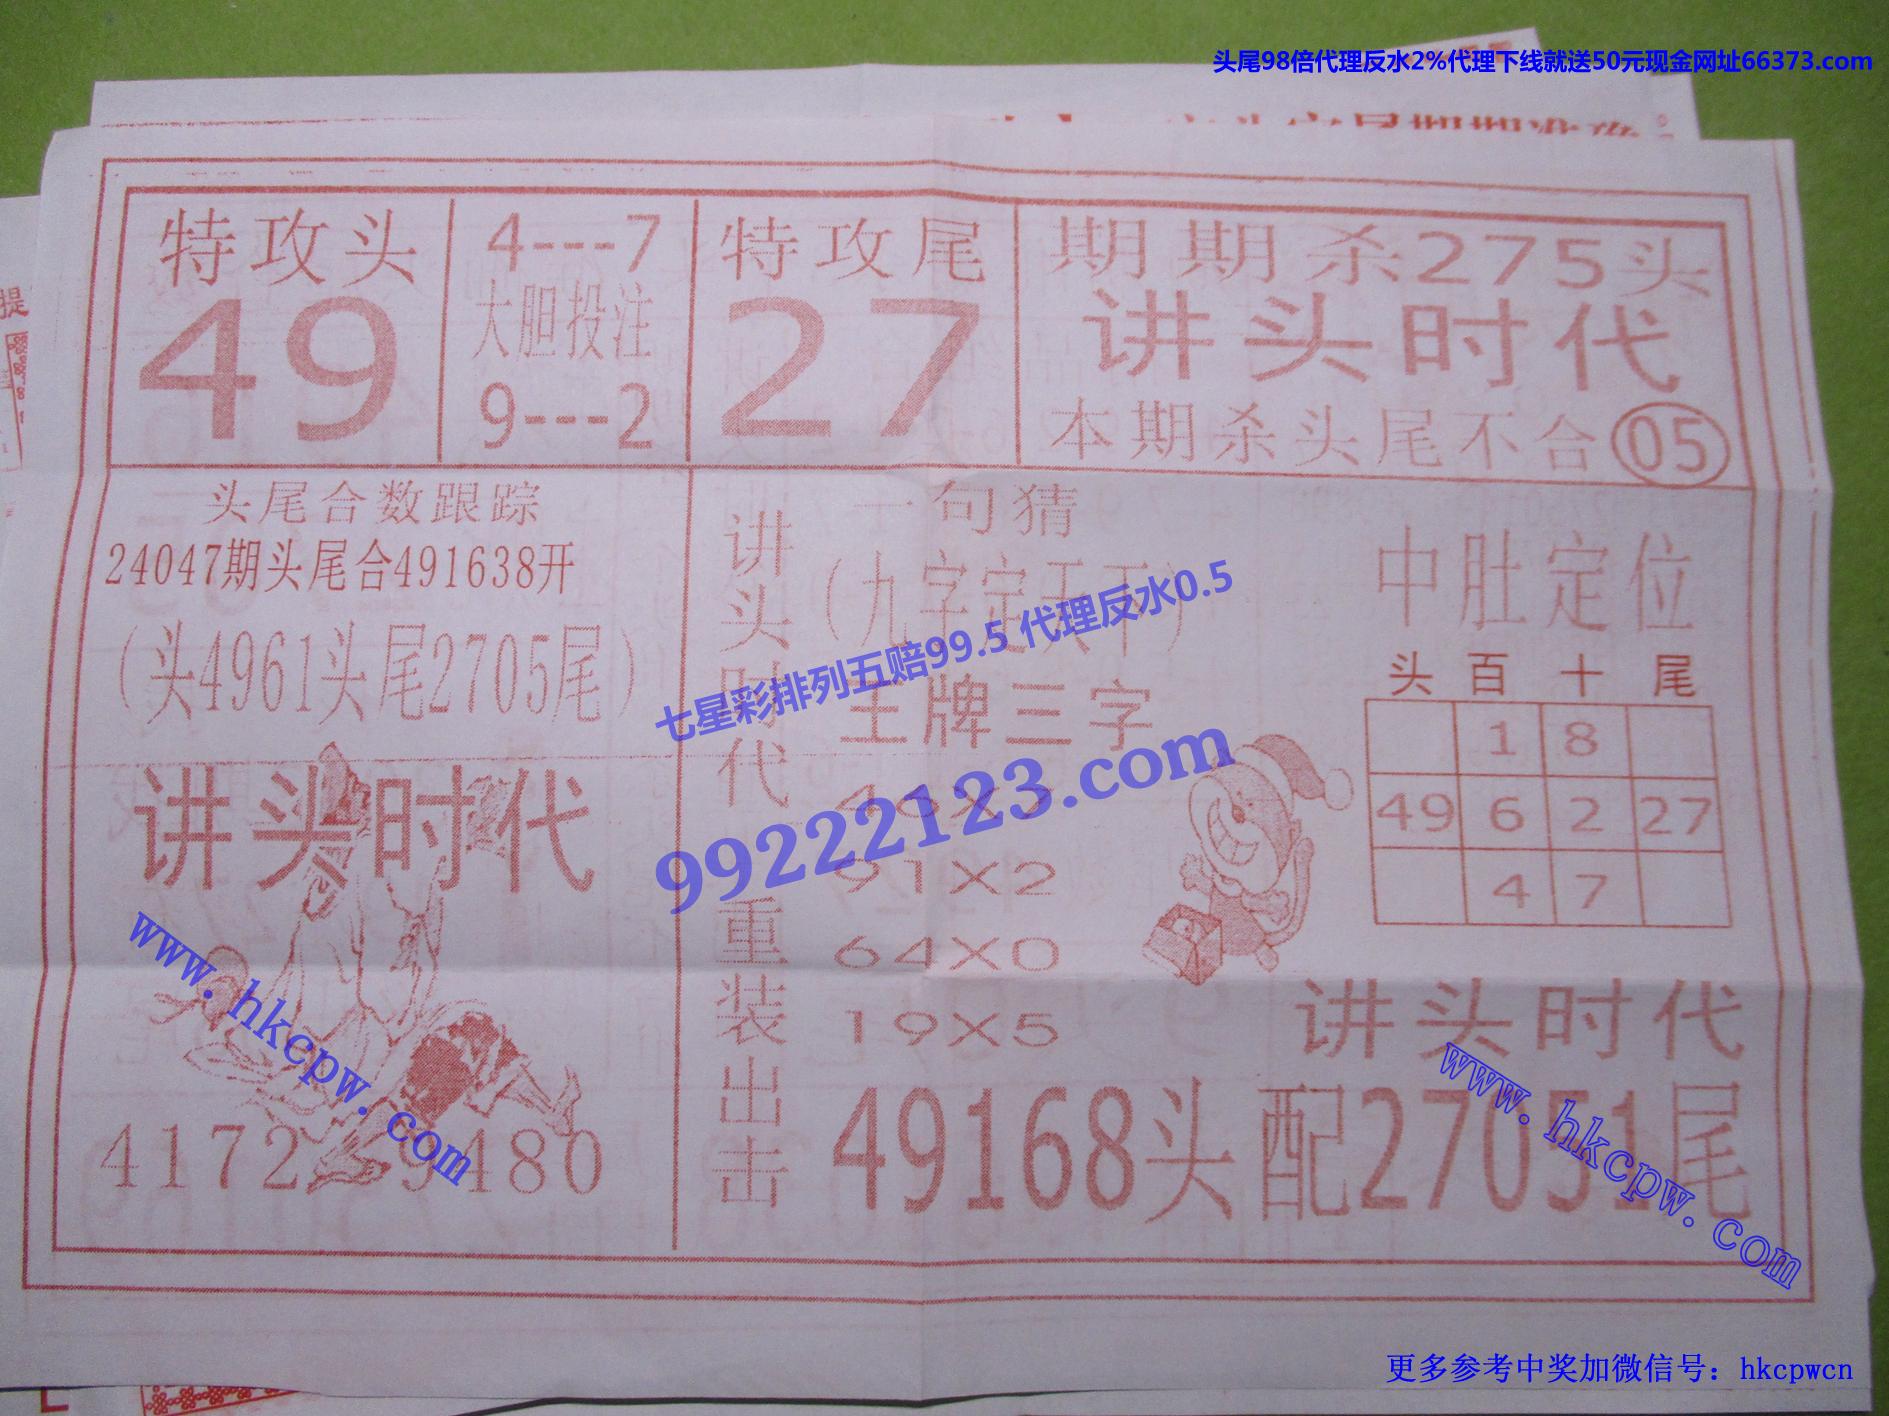 头尾98倍代理反水2%代理下线就送50元现金网址66373.com
特攻头
49
4---7
大胆投注
9---2
特攻尾
27
期期杀275头
讲头时代
本期杀头尾不合05
头尾合数跟踪
24047期头尾合491638开
(头4961头尾2705尾)
讲头时代
4172 9480
讲头时代重装出击
一句猜
(九字定天下)
王牌三字
91X2
64X0
19X5
七星彩排列五赔99.5 代理反水0.5
99222123.com
中肚定位
头 百 十 尾
1 8
49 6 2 27
4 7
讲头时代
49168头配27051尾
www.hkcpw.com
www.hkcpw.com
更多参考中奖加微信号：hkcpwcn